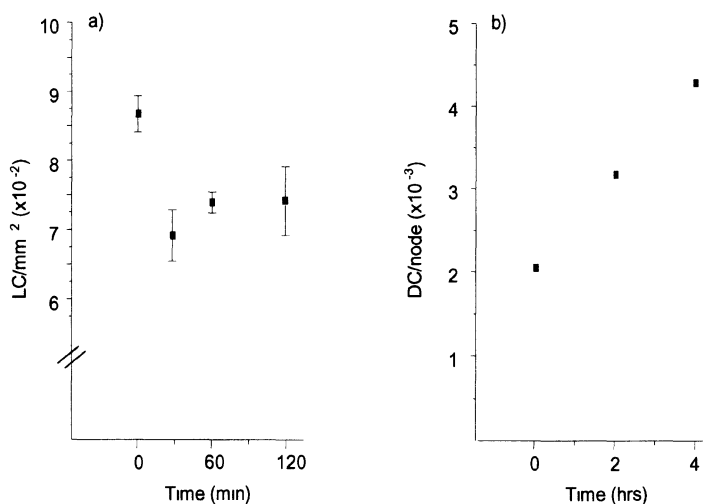 a)
10
9
8
7
6
LC/mm 2 (x10-2)
0 60 120
Time (min)
b)
5
4
3
2
1
DC/node (x10-3)
0 2 4
Time (hrs)